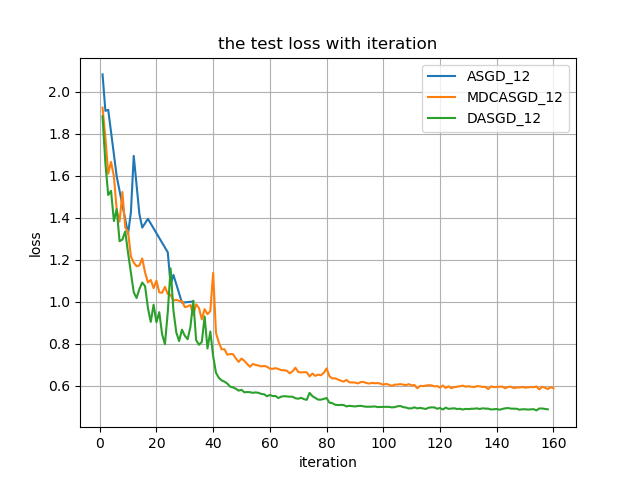 the test loss with iteration
ASGD_12
MDCASGD_12
DASGD_12
loss
2.0
1.8
1.6
1.4
1.2
1.0
0.8
0.6
0 20 40 60 80 100 120 140 160
iteration